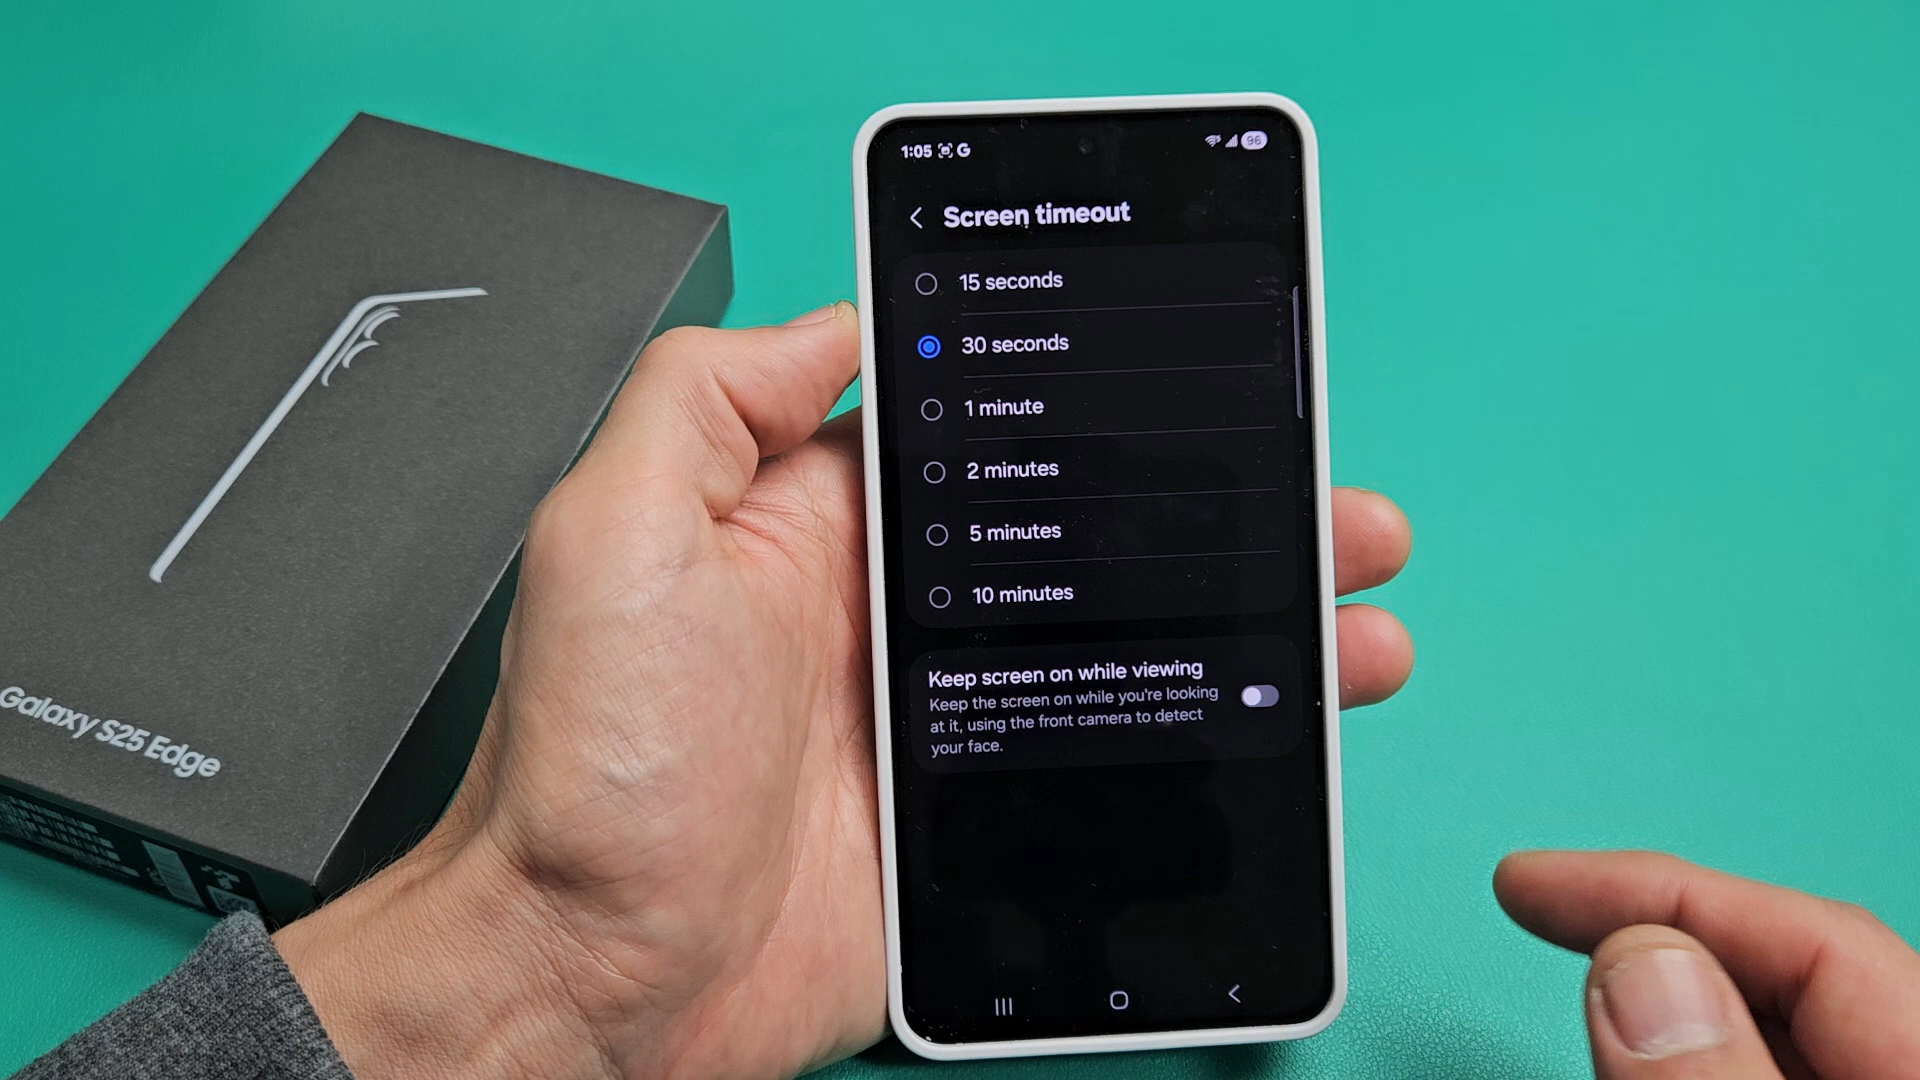 1:05 G
96
Screen timeout
15 seconds
30 seconds
1 minute
2 minutes
5 minutes
10 minutes
Keep screen on while viewing
Keep the screen on while you're looking
at it, using the front camera to detect
your face.
Galaxy S25 Edge